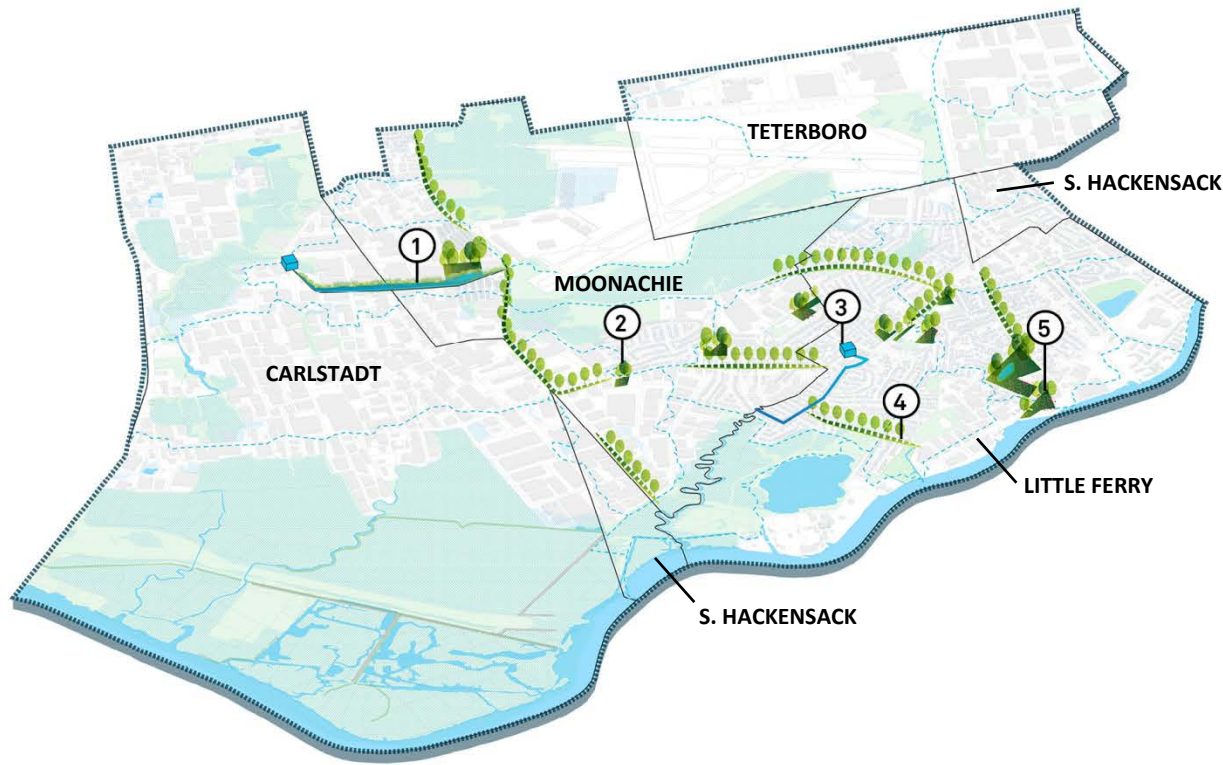 TETERBORO
S. HACKENSACK
1
MOONACHIE
2
3
5
CARLSTADT
4
LITTLE FERRY
S. HACKENSACK